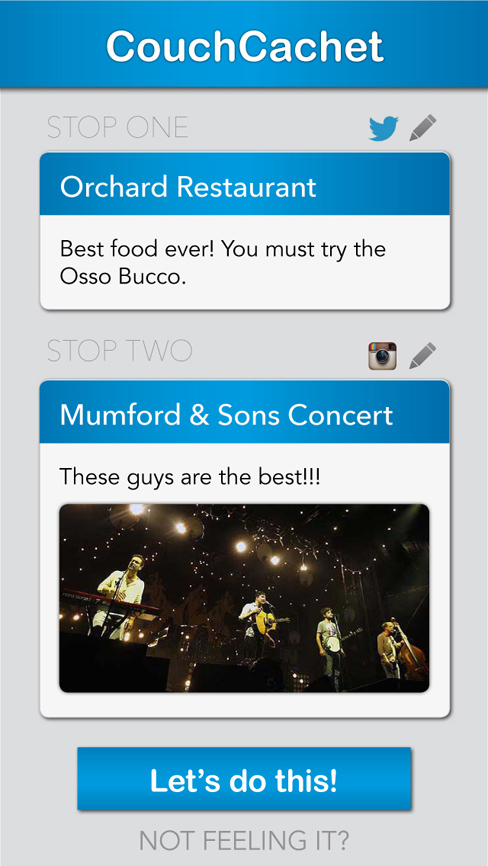 CouchCachet
STOP ONE
Orchard Restaurant
Best food ever! You must try the
Osso Bucco.
STOP TWO
Mumford & Sons Concert
These guys are the best!!!
Let's do this!
NOT FEELING IT?